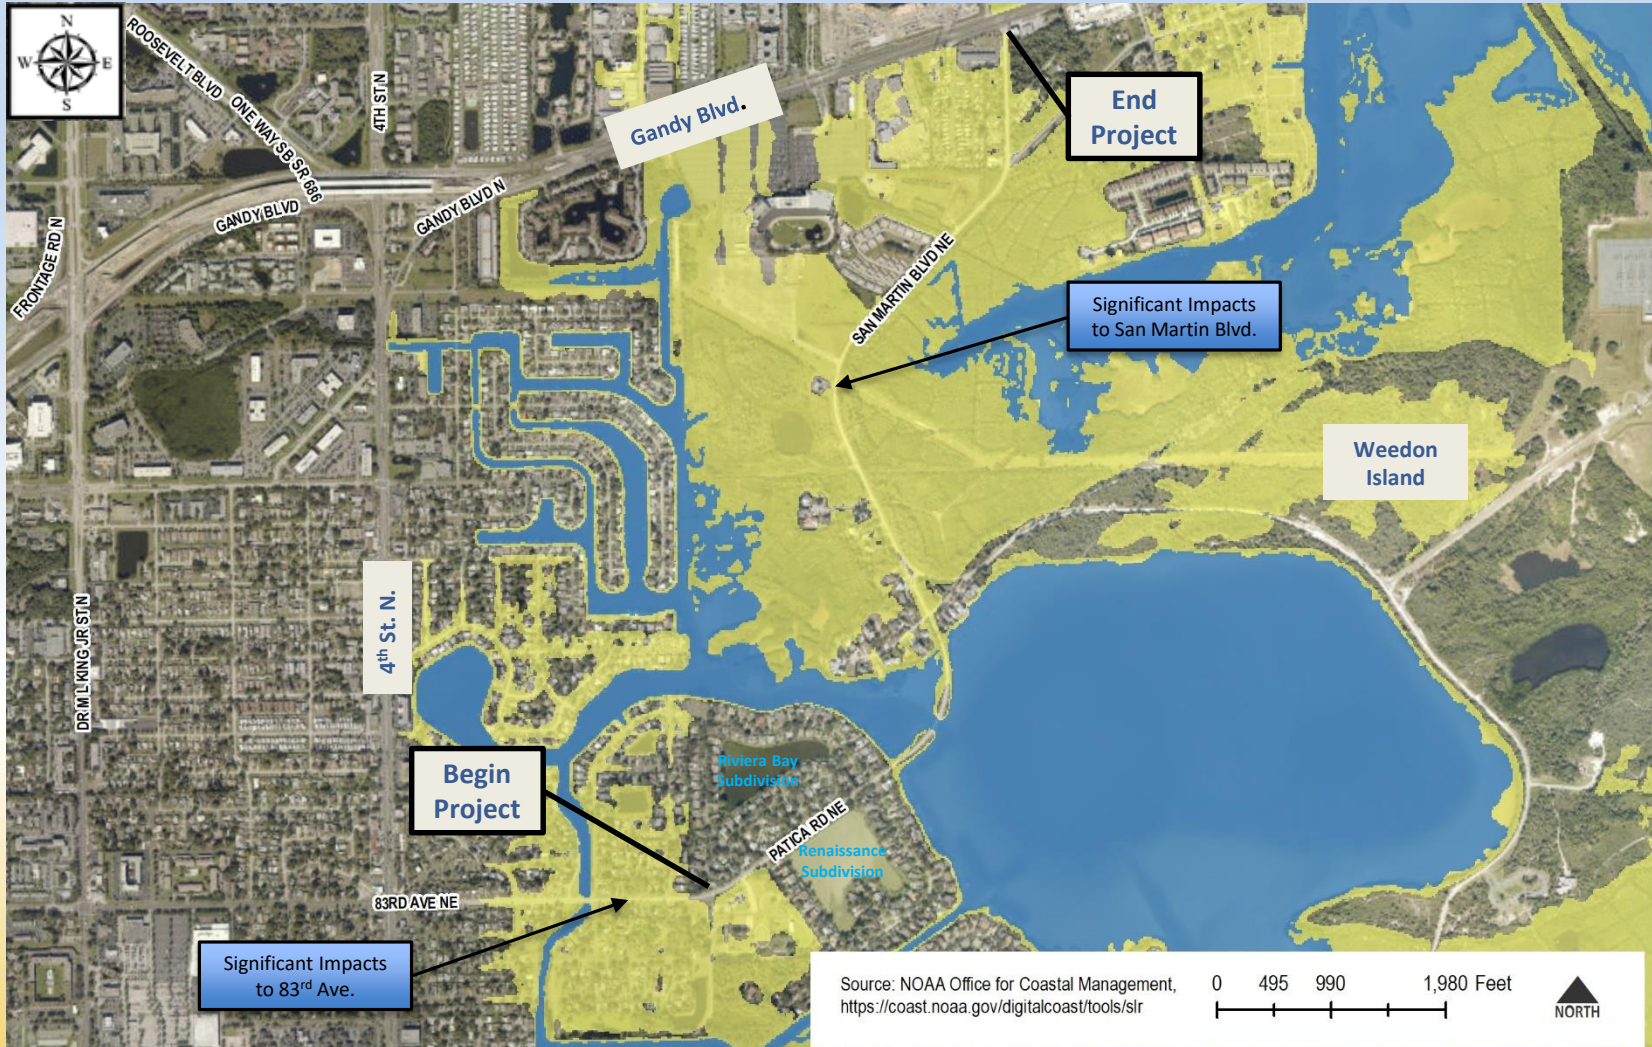 N
W
E
S
ROOSEVELT BLVD
ONE WAY SB SR 686
4TH ST N
Gandy Blvd.
End
Project
GANDY BLVD
GANDY BLVD N
FRONTAGE RD N
SAN MARTIN BLVD NE
Significant Impacts
to San Martin Blvd.
Weedon
Island
4th St. N.
DR M L KING JR ST N
Begin
Project
Riviera Bay
Subdivision
PATICA RD NE
Renaissance
Subdivision
83RD AVE NE
Significant Impacts
to 83rd Ave.
Source: NOAA Office for Coastal Management,
https://coast.noaa.gov/digitalcoast/tools/slr
0 495 990 1,980 Feet
NORTH